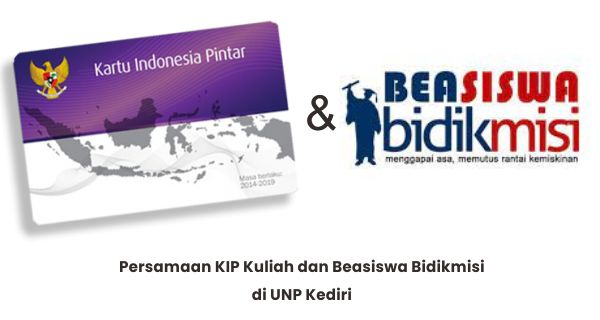 Kartu Indonesia Pintar
Masa berlaku:
2014-2019
&
BEASISWA
bidikmisi
menggapai asa, memutus rantai kemiskinan
Persamaan KIP Kuliah dan Beasiswa Bidikmisi
di UNP Kediri